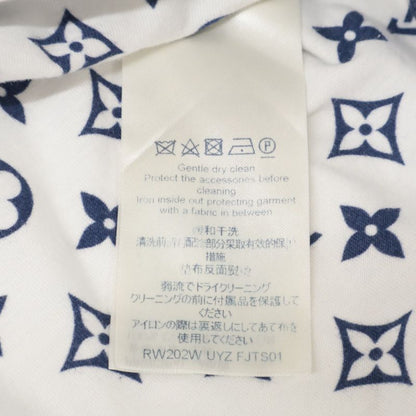 Gentle dry clean
Protect the accessories before
cleaning
Iron inside out protecting garment
with a fabric in between
缓和干洗
清洗前,请对配飾部分采取有效的保护
措施
垫布反面熨烫
弱流でドライクリーニング
クリーニングの前に付属品を保護して
ください
アイロンの際は裏返しにしてあて布を
使用してください
RW202W UYZ FJTS01